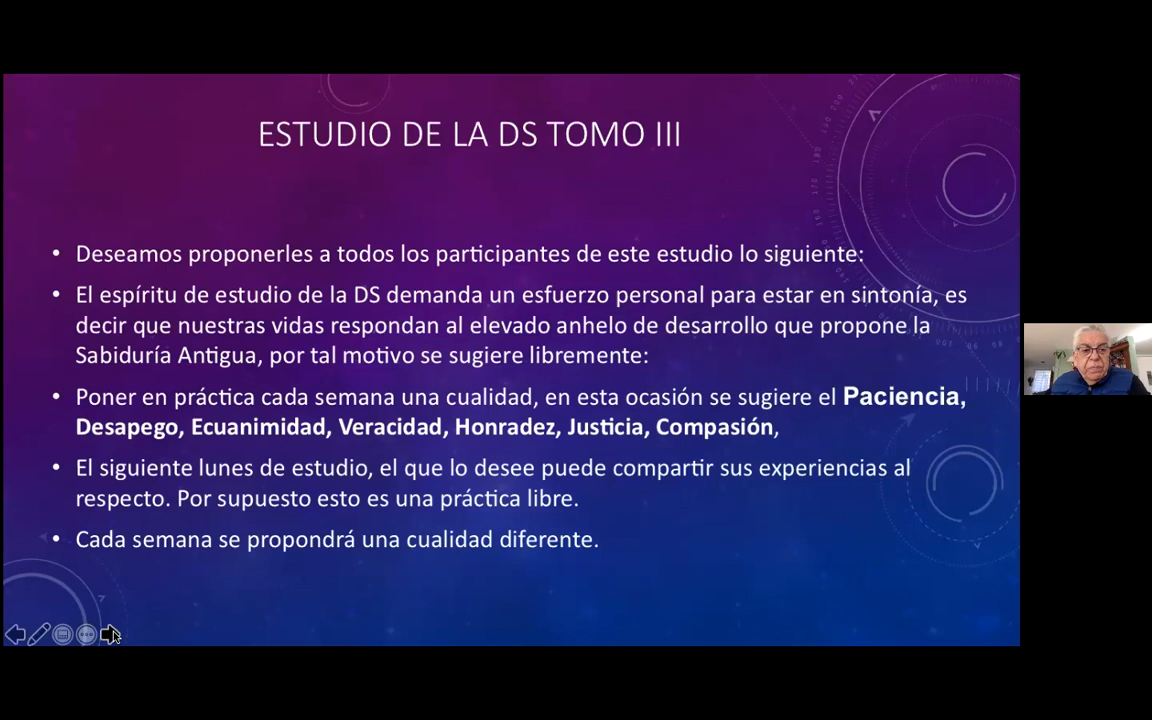 ESTUDIO DE LA DS TOMO III
• Deseamos proponerles a todos los participantes de este estudio lo siguiente:
• El espíritu de estudio de la DS demanda un esfuerzo personal para estar en sintonía, es
decir que nuestras vidas respondan al elevado anhelo de desarrollo que propone la
Sabiduría Antigua, por tal motivo se sugiere libremente:
• Poner en práctica cada semana una cualidad, en esta ocasión se sugiere el Paciencia,
Desapego, Ecuanimidad, Veracidad, Honradez, Justicia, Compasión,
• El siguiente lunes de estudio, el que lo desee puede compartir sus experiencias al
respecto. Por supuesto esto es una práctica libre.
• Cada semana se propondrá una cualidad diferente.